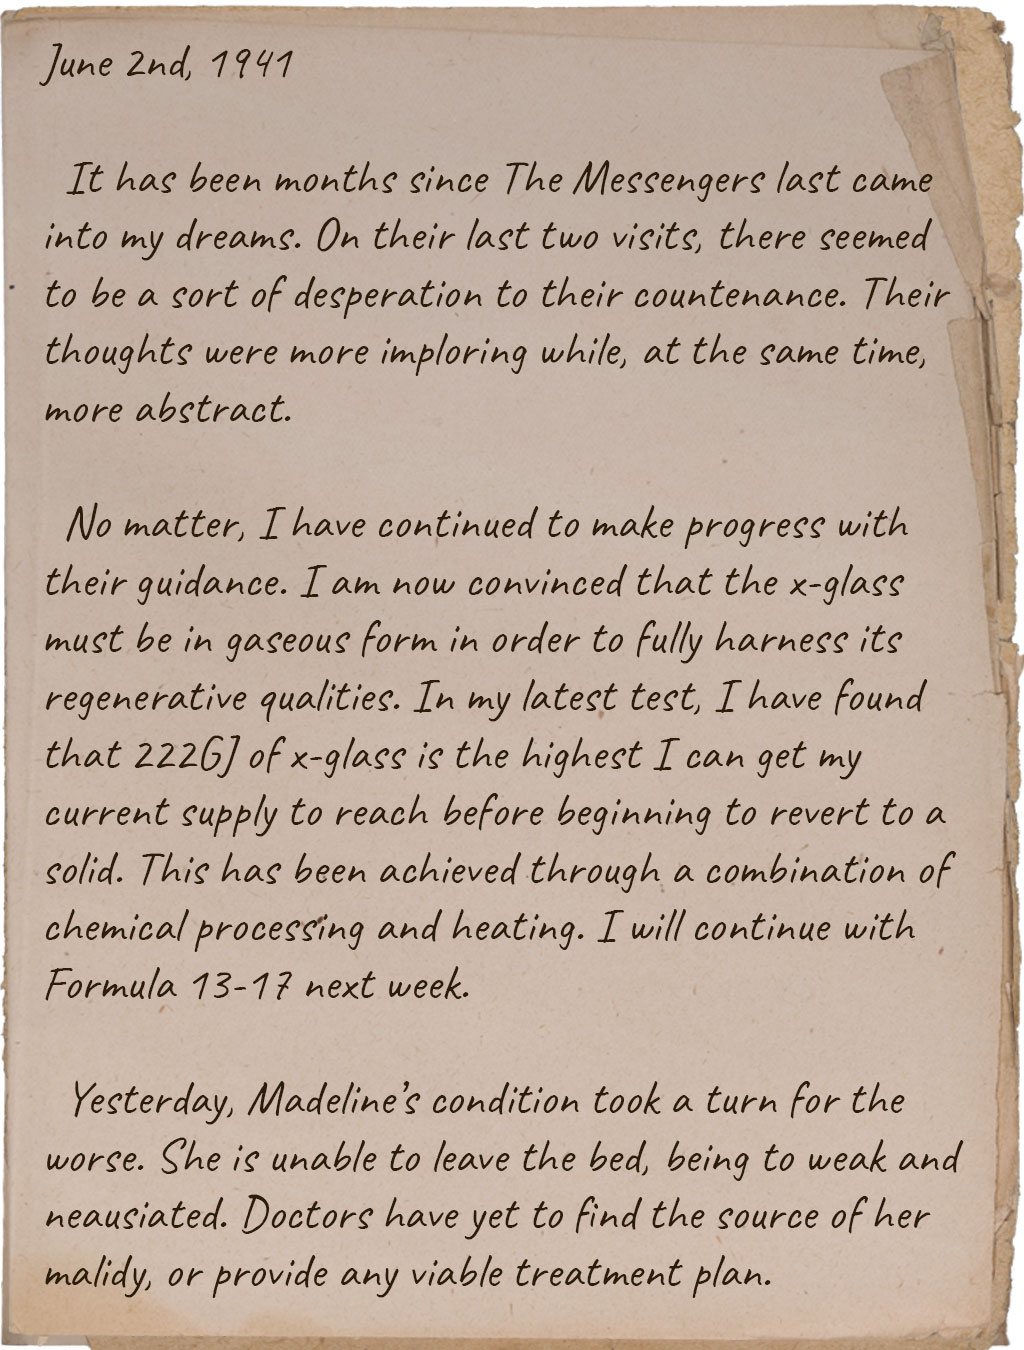 June 2nd, 1941
It has been months since The Messengers last came
into my dreams. On their last two visits, there seemed
to be a sort of desperation to their countenance. Their
thoughts were more imploring while, at the same time,
more abstract.
No matter, I have continued to make progress with
their guidance. I am now convinced that the x-glass
must be in gaseous form in order to fully harness its
regenerative qualities. In my latest test, I have found
that 222GJ of x-glass is the highest I can get my
current supply to reach before beginning to revert to a
solid. This has been achieved through a combination of
chemical processing and heating. I will continue with
Formula 13-17 next week.
Yesterday, Madeline’s condition took a turn for the
worse. She is unable to leave the bed, being to weak and
neausiated. Doctors have yet to find the source of her
malidy, or provide any viable treatment plan.